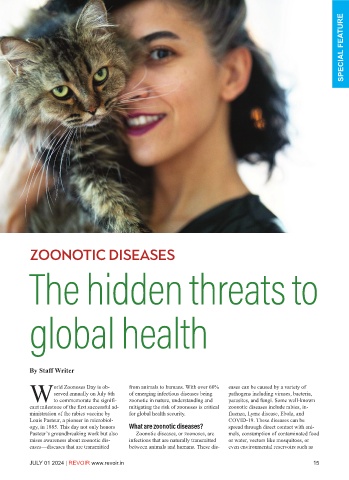 SPECIAL FEATURE
ZOONOTIC DISEASES
The hidden threats to
global health
By Staff Writer
World Zoonoses Day is ob-
served annually on July 6th
to commemorate the signifi-
cant milestone of the first successful ad-
ministration of the rabies vaccine by
Louis Pasteur, a pioneer in microbiol-
ogy, in 1885. This day not only honors
Pasteur's groundbreaking work but also
raises awareness about zoonotic dis-
eases—diseases that are transmitted
from animals to humans. With over 60%
of emerging infectious diseases being
zoonotic in nature, understanding and
mitigating the risk of zoonoses is critical
for global health security.
What are zoonotic diseases?
Zoonotic diseases, or zoonoses, are
infections that are naturally transmitted
between animals and humans. These dis-
eases can be caused by a variety of
pathogens including viruses, bacteria,
parasites, and fungi. Some well-known
zoonotic diseases include rabies, in-
fluenza, Lyme disease, Ebola, and
COVID-19. These diseases can be
spread through direct contact with ani-
mals, consumption of contaminated food
or water, vectors like mosquitoes, or
even environmental reservoirs such as
JULY 01 2024 | REVOIR www.revoir.in
15